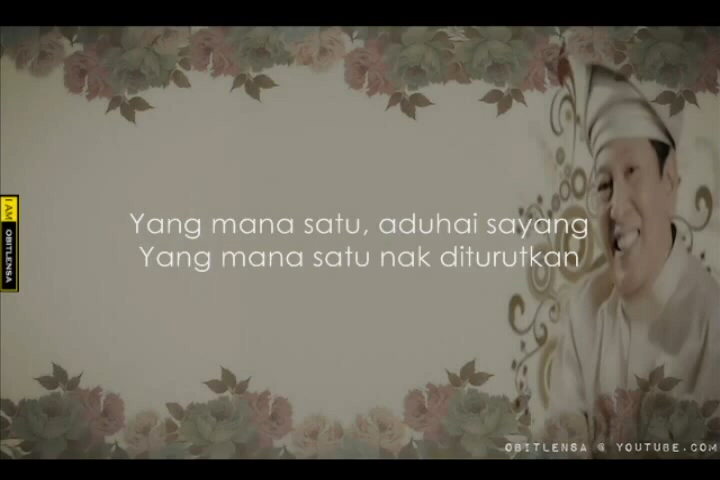 Yang mana satu, aduhai sayang
Yang mana satu nak diturutkan
I AM OBITLENSA
OBITLENSA @ YOUTUBE.COM